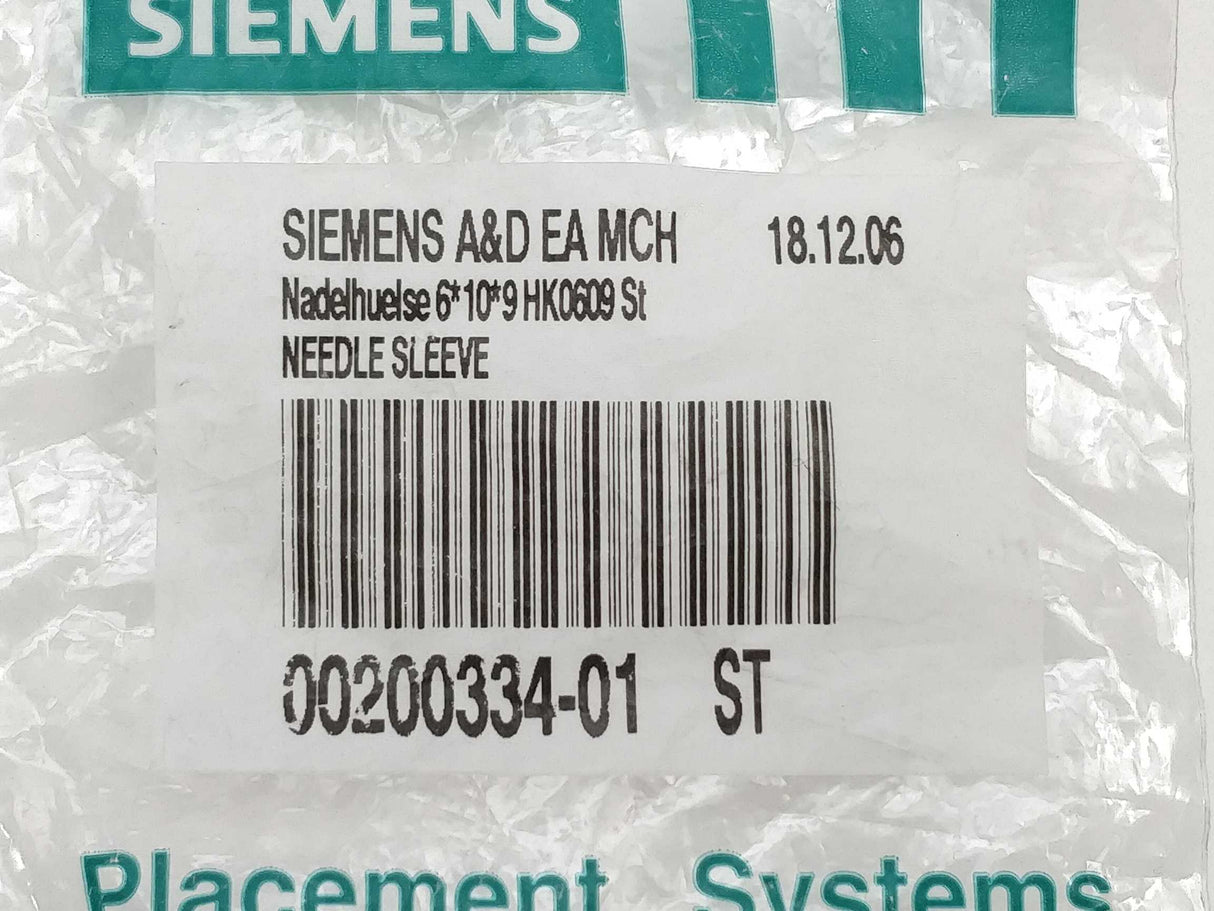 SIEMENS
SIEMENS A&D EA MCH 18.12.06
Nadelhuelse 6*10*9 HK0609 St
NEEDLE SLEEVE
00200334-01 ST
Placement Systems